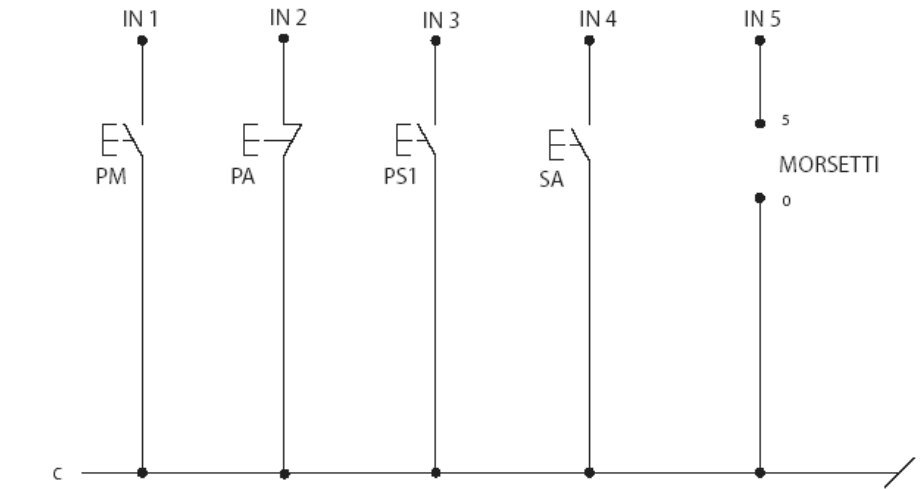 IN 1 IN 2 IN 3 IN 4 IN 5
5
MORSETTI
PM PA PS1 SA
0
C